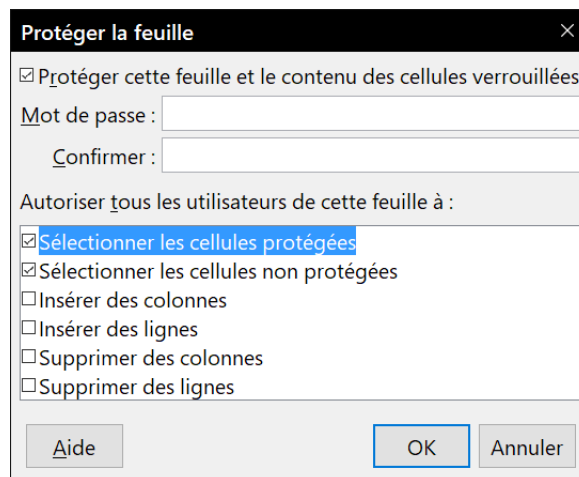 Protéger la feuille
Protéger cette feuille et le contenu des cellules verrouillées
Mot de passe :
Confirmer :
Autoriser tous les utilisateurs de cette feuille à :
Sélectionner les cellules protégées
Sélectionner les cellules non protégées
Insérer des colonnes
Insérer des lignes
Supprimer des colonnes
Supprimer des lignes
Aide OK Annuler